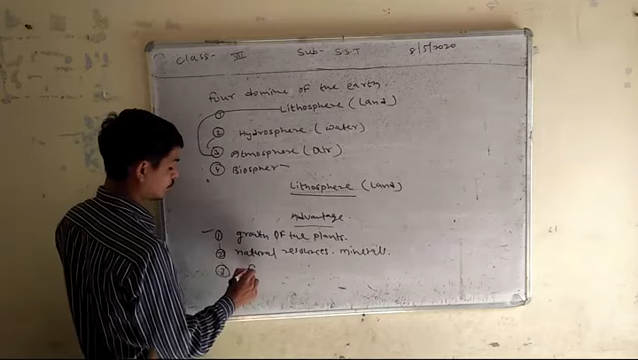 Class- VII Sub- S.S.T 8/5/2020
Four domine of the earth.
① Lithosphere (Land)
② Hydrosphere. (Water)
③ Atmosphere (Air)
④ Biospher
Lithosphere (Land)
Advantage.
① growth of the plants.
② natural resources. minerals.
③